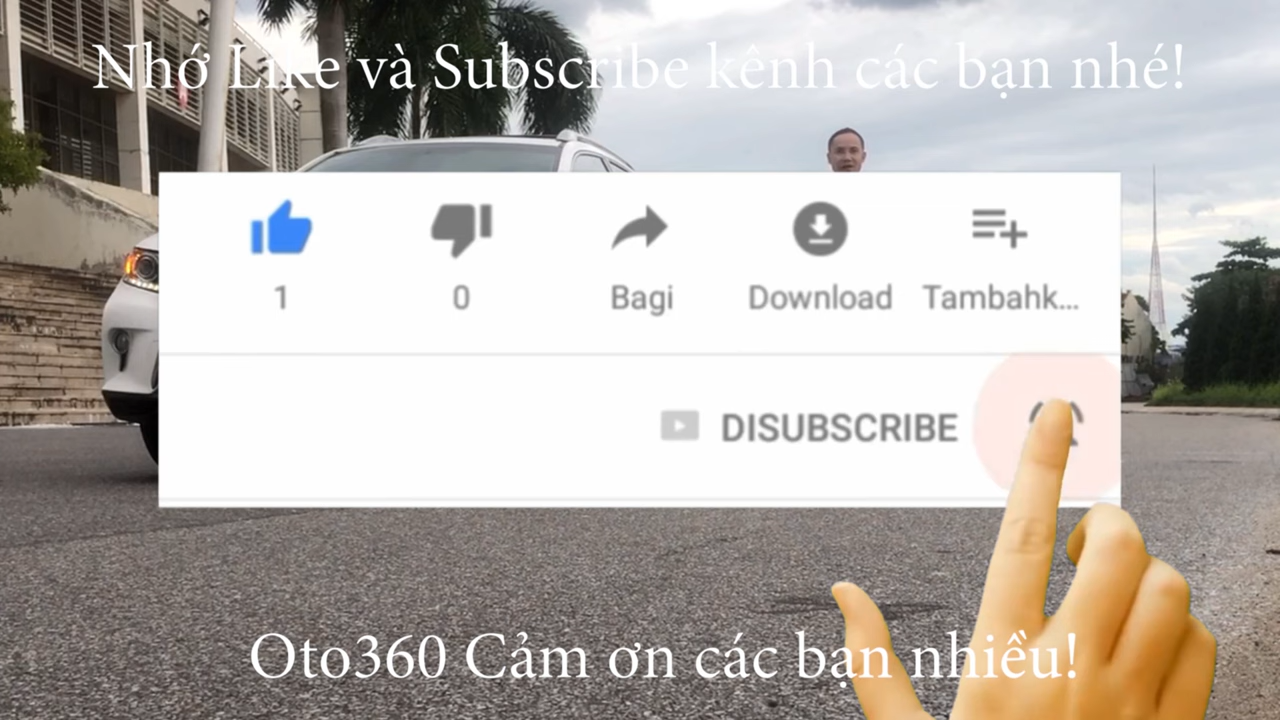 Nhớ Like và Subscribe kênh các bạn nhé!
1 0 Bagi Download Tambahk...
DISUBSCRIBE
Oto360 Cảm ơn các bạn nhiều!